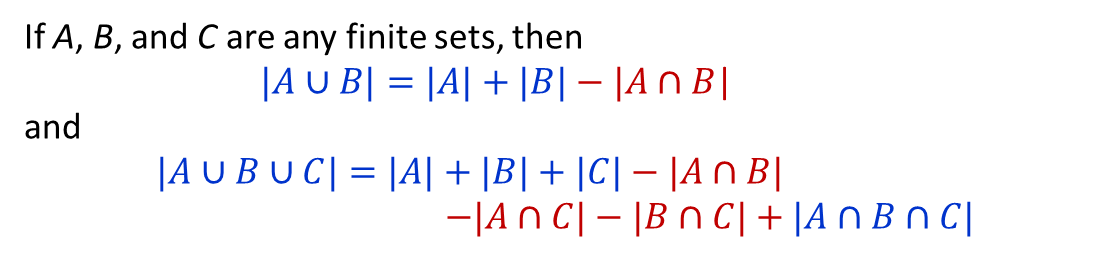 If A, B, and C are any finite sets, then
|A ∪ B| = |A| + |B| − |A ∩ B|
and
|A ∪ B ∪ C| = |A| + |B| + |C| − |A ∩ B|
−|A ∩ C| − |B ∩ C| + |A ∩ B ∩ C|